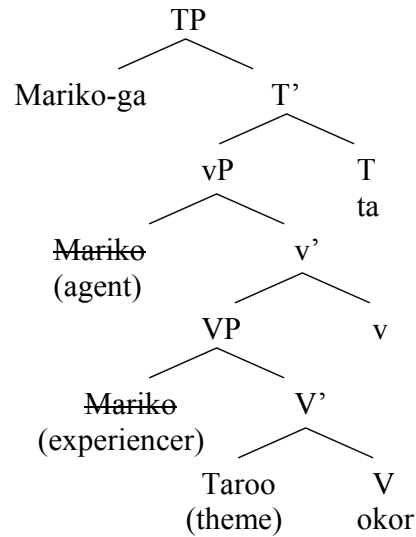 TP
Mariko-ga T’
vP T
ta
Mariko v’
(agent)
VP v
Mariko V’
(experiencer)
Taroo V
(theme) okor